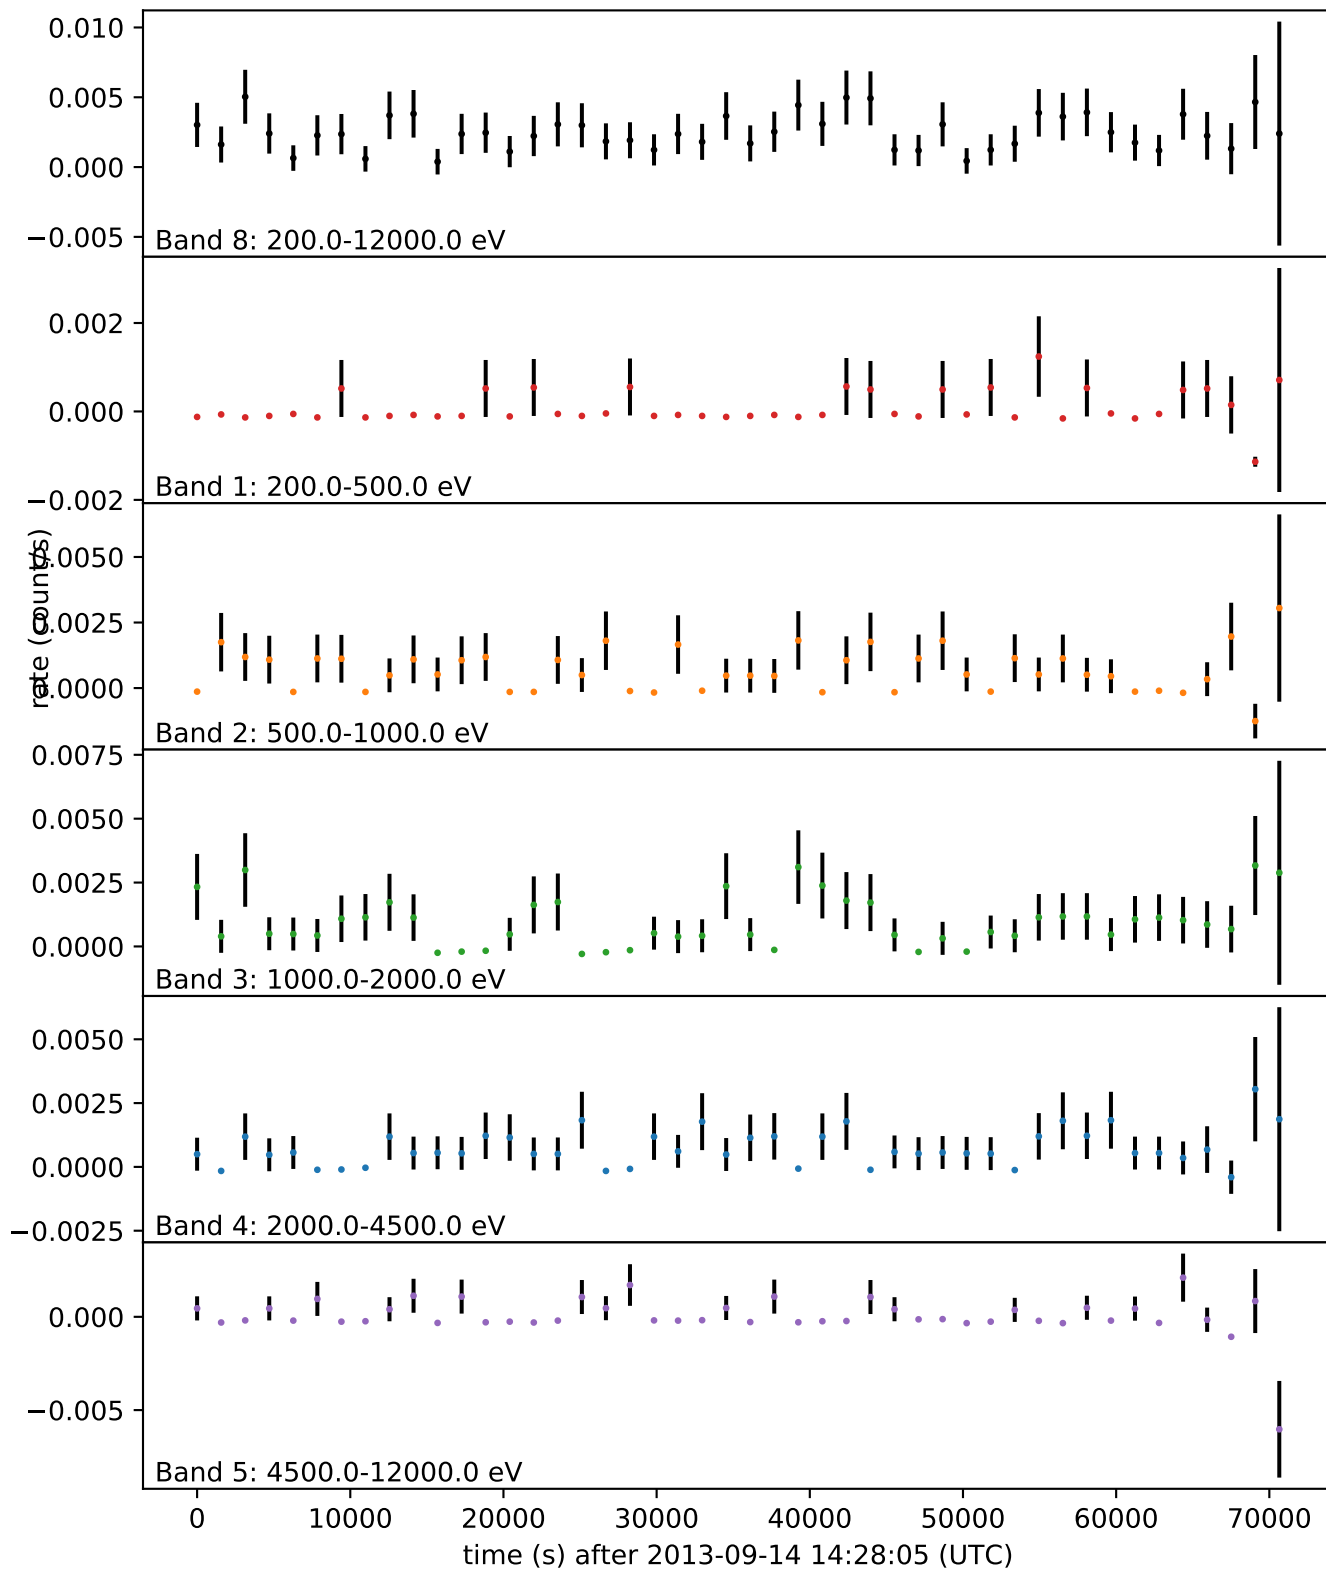 0.010
0.005
0.000
−0.005
Band 8: 200.0-12000.0 eV
0.002
0.000
−0.002
Band 1: 200.0-500.0 eV
rate (count/s)
0.0050
0.0025
0.0000
Band 2: 500.0-1000.0 eV
0.0075
0.0050
0.0025
0.0000
Band 3: 1000.0-2000.0 eV
0.0050
0.0025
0.0000
−0.0025
Band 4: 2000.0-4500.0 eV
0.000
−0.005
Band 5: 4500.0-12000.0 eV
0 10000 20000 30000 40000 50000 60000 70000
time (s) after 2013-09-14 14:28:05 (UTC)